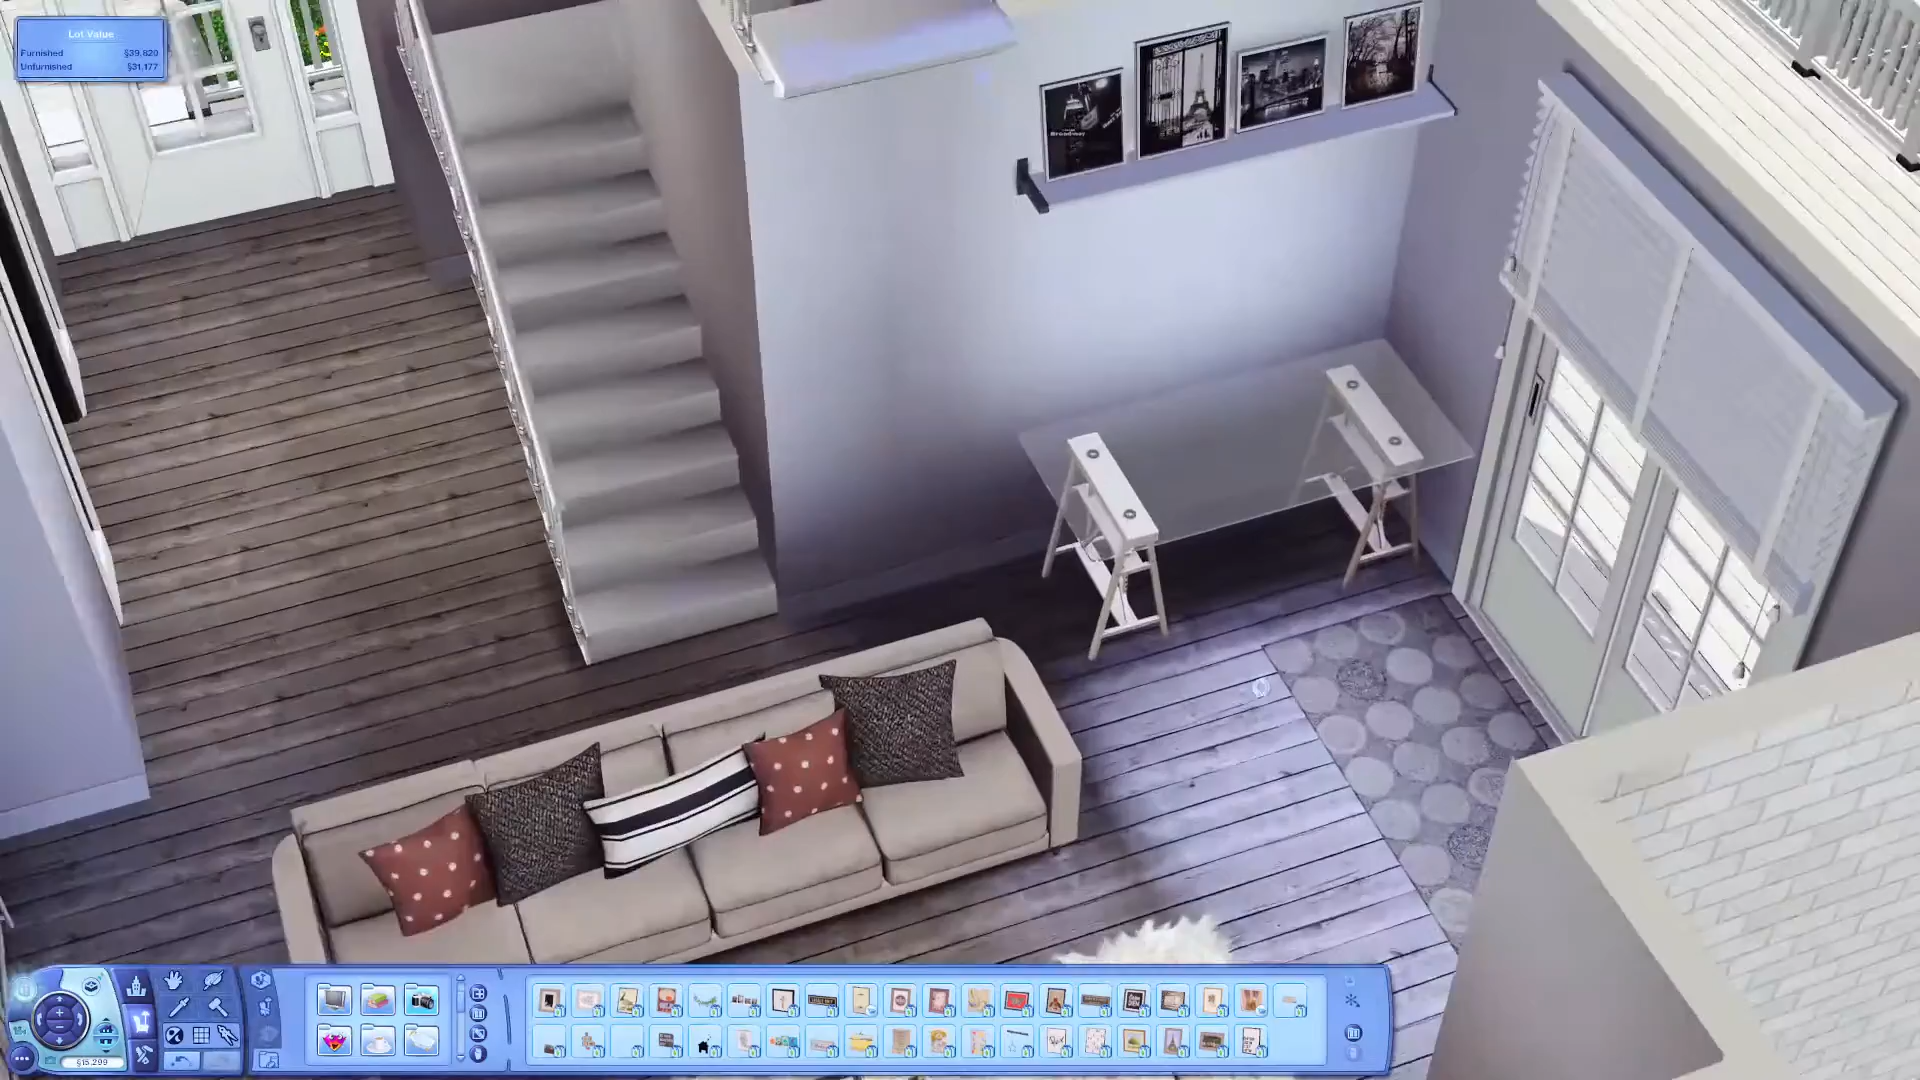 Lot Value
Furnished §39,820
Unfurnished §31,177
Broadway
§15,299